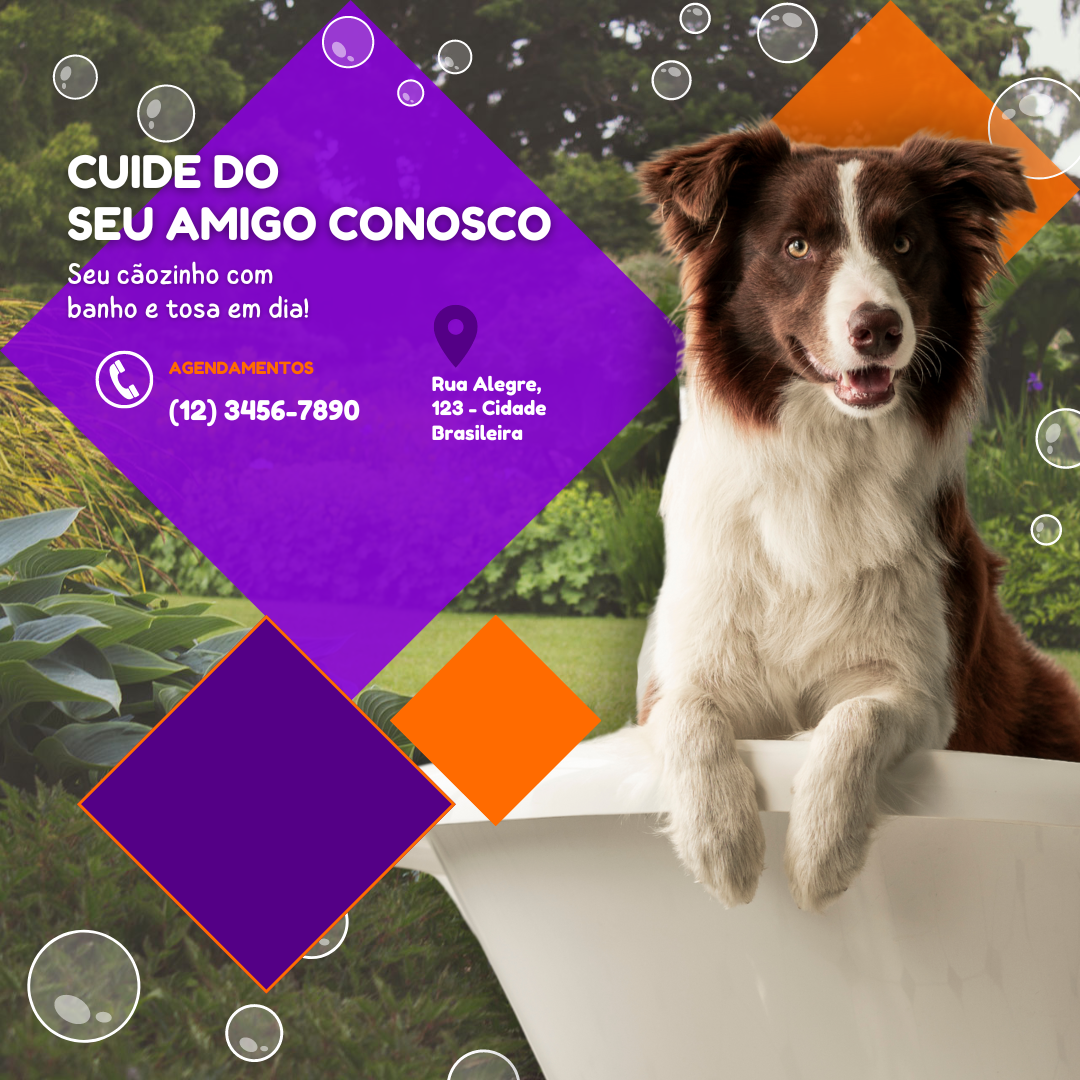 CUIDE DO
SEU AMIGO CONOSCO
Seu cãozinho com
banho e tosa em dia!
AGENDAMENTOS
(12) 3456-7890
Rua Alegre,
123 - Cidade
Brasileira